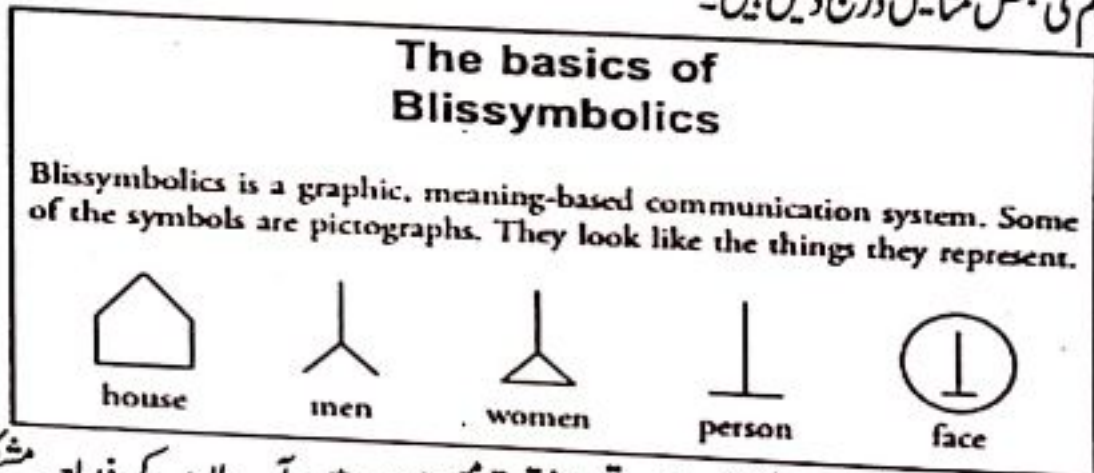 The basics of
Blissymbolics
Blissymbolics is a graphic, meaning-based communication system. Some
of the symbols are pictographs. They look like the things they represent.
house men women person face